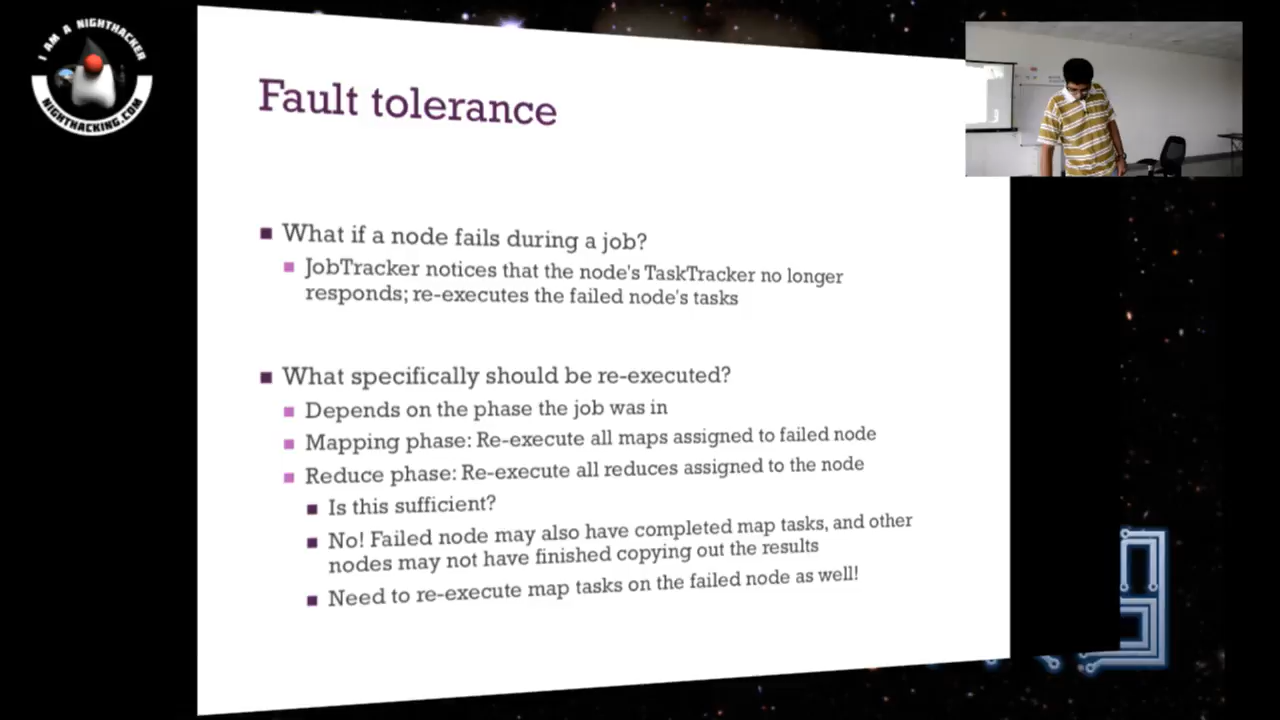 I AM A NIGHTHACKER
NIGHTHACKING.COM
Fault tolerance
What if a node fails during a job?
JobTracker notices that the node's TaskTracker no longer
responds; re-executes the failed node's tasks
What specifically should be re-executed?
Depends on the phase the job was in
Mapping phase: Re-execute all maps assigned to failed node
Reduce phase: Re-execute all reduces assigned to the node
Is this sufficient?
No! Failed node may also have completed map tasks, and other
nodes may not have finished copying out the results
Need to re-execute map tasks on the failed node as well!